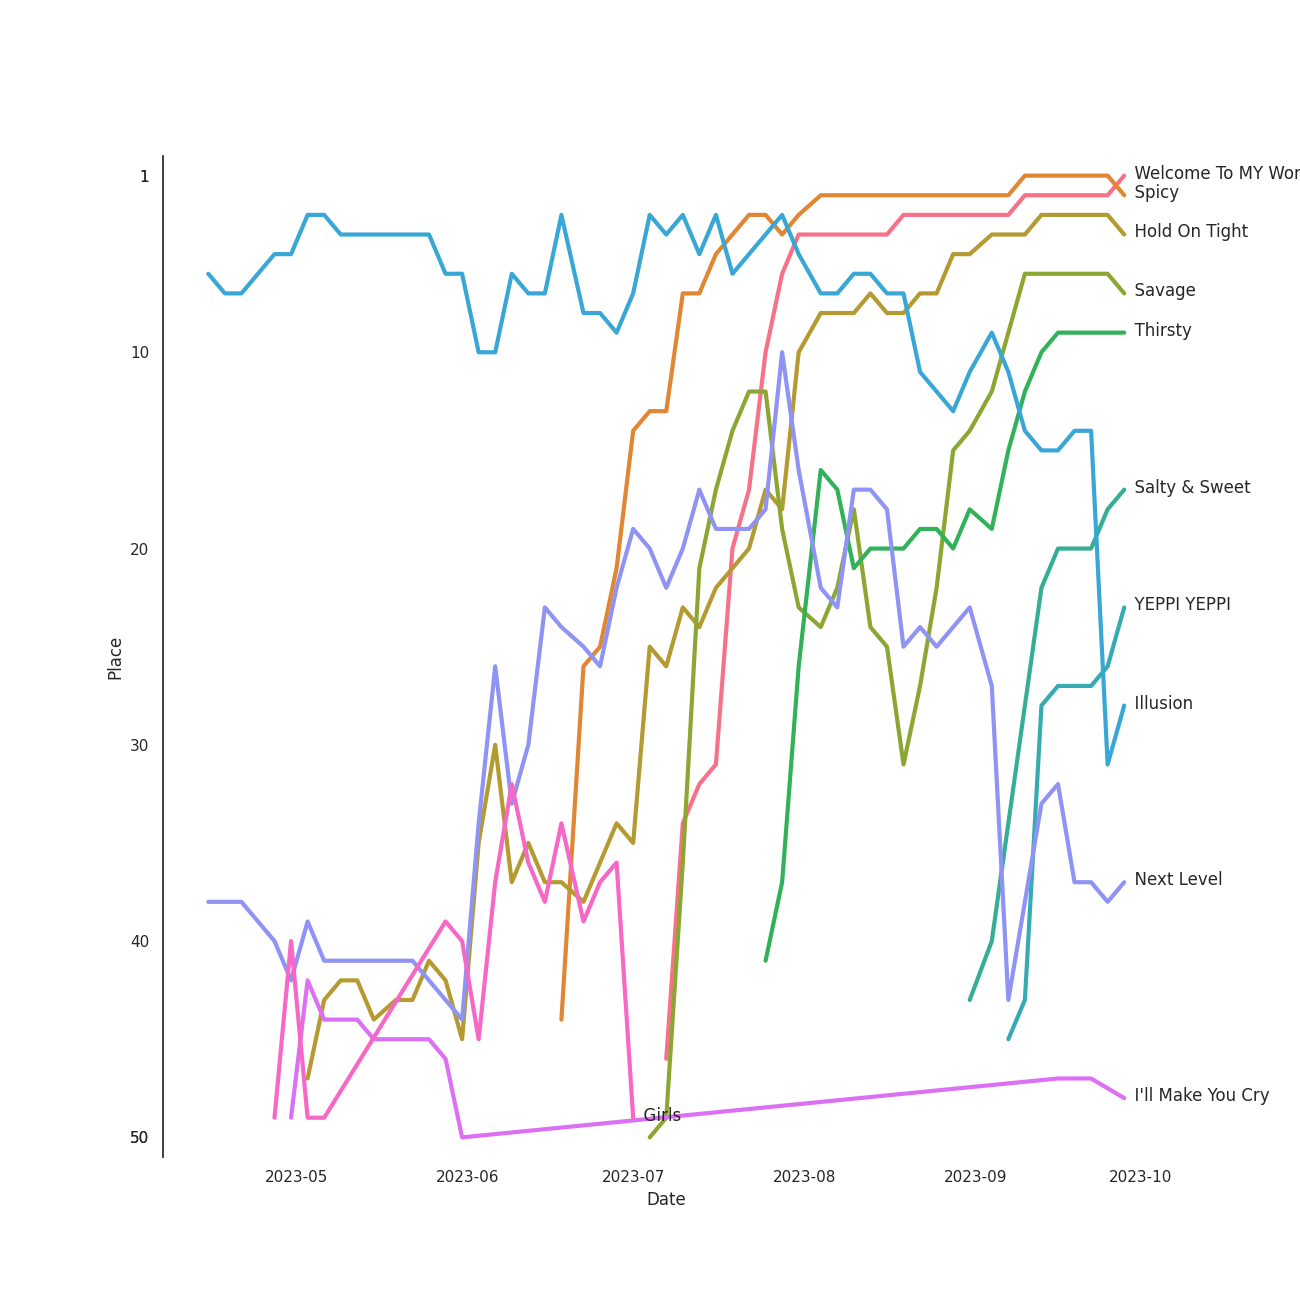 Welcome To MY Wor
Spicy
Hold On Tight
Savage
Thirsty
Salty & Sweet
YEPPI YEPPI
Illusion
Next Level
I'll Make You Cry
Girls
1
10
20
30
40
50
Place
2023-05
2023-06
2023-07
2023-08
2023-09
2023-10
Date